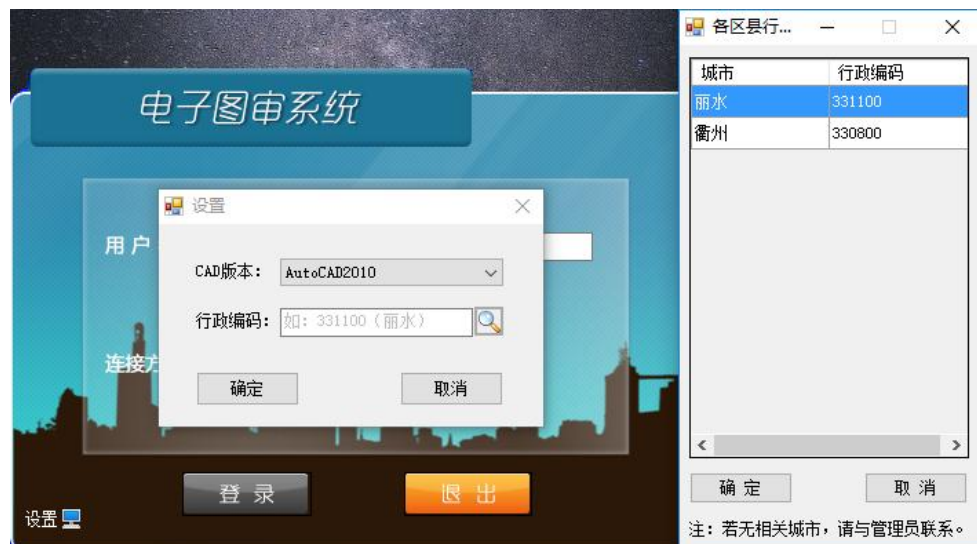 电子图审系统
用 户
连接方
登 录
退 出
设置
设置
CAD版本：
AutoCAD2010
行政编码：
如：331100（丽水）
确定
取消
各区县行...
城市 行政编码
丽水 331100
衢州 330800
确 定
取 消
注：若无相关城市，请与管理员联系。